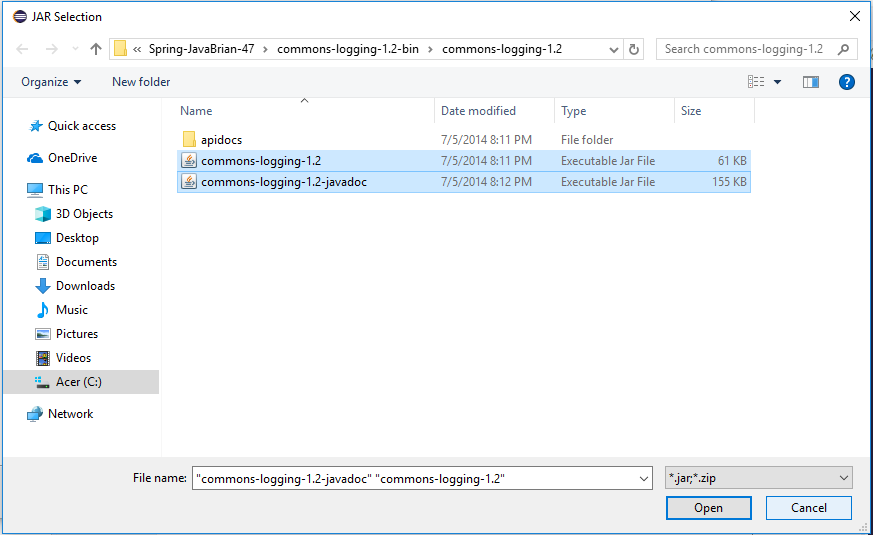 JAR Selection
« Spring-JavaBrian-47 › commons-logging-1.2-bin › commons-logging-1.2
Search commons-logging-1.2
Organize
New folder
?
Name Date modified Type Size
apidocs 7/5/2014 8:11 PM File folder
commons-logging-1.2 7/5/2014 8:11 PM Executable Jar File 61 KB
commons-logging-1.2-javadoc 7/5/2014 8:12 PM Executable Jar File 155 KB
Quick access
OneDrive
This PC
3D Objects
Desktop
Documents
Downloads
Music
Pictures
Videos
Acer (C:)
Network
File name: "commons-logging-1.2-javadoc" "commons-logging-1.2"
*.jar;*.zip
Open
Cancel